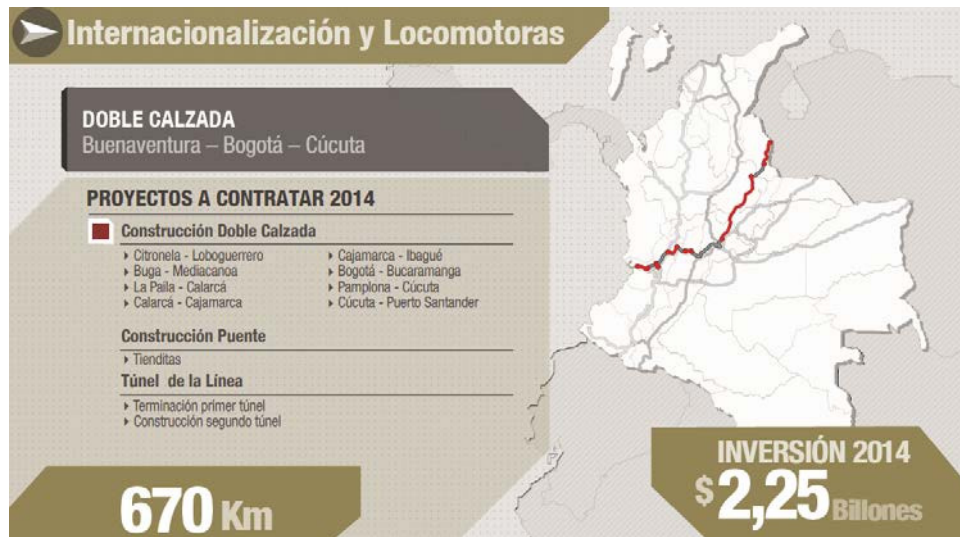 Internacionalización y Locomotoras
DOBLE CALZADA
Buenaventura – Bogotá – Cúcuta
PROYECTOS A CONTRATAR 2014
Construcción Doble Calzada
Citronela - Loboguerrero
Buga - Mediacanoa
La Paila - Calarcá
Calarcá - Cajamarca
Cajamarca - Ibagué
Bogotá - Bucaramanga
Pamplona - Cúcuta
Cúcuta - Puerto Santander
Construcción Puente
Tienditas
Túnel de la Línea
Terminación primer túnel
Construcción segundo túnel
670 Km
INVERSIÓN 2014
$ 2,25 Billones